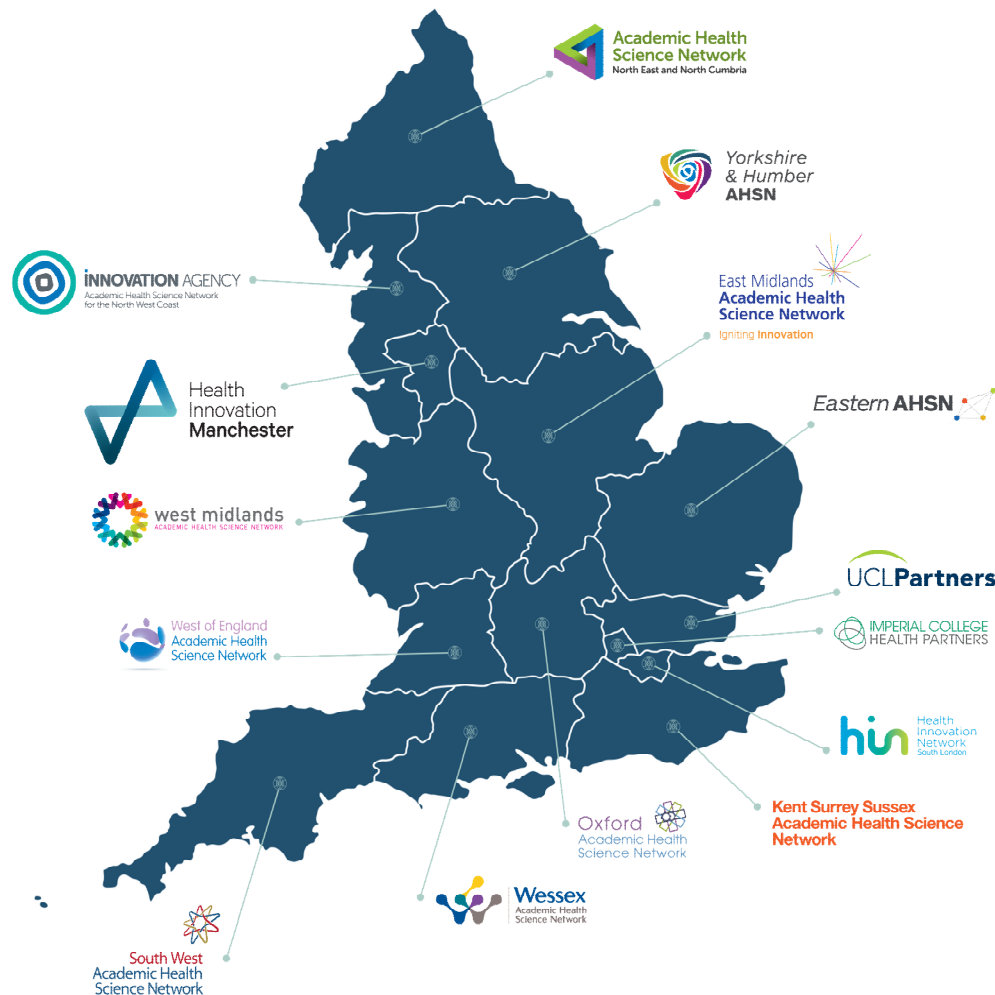 Academic Health
Science Network
North East and North Cumbria
Yorkshire
& Humber
AHSN
INNOVATION AGENCY
Academic Health Science Network
for the North West Coast
East Midlands
Academic Health
Science Network
Igniting Innovation
Health
Innovation
Manchester
Eastern AHSN
west midlands
ACADEMIC HEALTH SCIENCE NETWORK
UCLPartners
West of England
Academic Health
Science Network
IMPERIAL COLLEGE
HEALTH PARTNERS
hin
Health
Innovation
Network
South London
Kent Surrey Sussex
Academic Health Science
Network
Oxford
Academic Health
Science Network
Wessex
Academic Health
Science Network
South West
Academic Health
Science Network